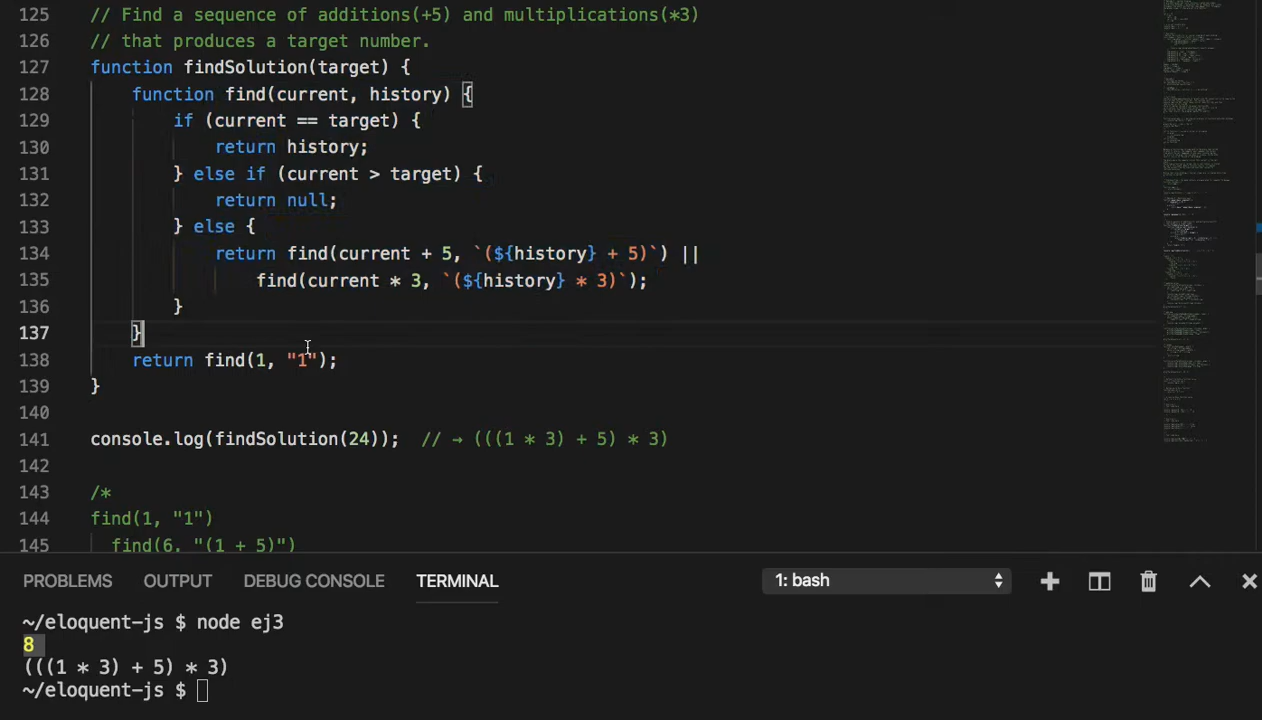 125 // Find a sequence of additions(+5) and multiplications(*3)
126 // that produces a target number.
127 function findSolution(target) {
128 function find(current, history) {
129 if (current == target) {
130 return history;
131 } else if (current > target) {
132 return null;
133 } else {
134 return find(current + 5, `(${history} + 5)`) ||
135 find(current * 3, `(${history} * 3)`);
136 }
137 }
138 return find(1, "1");
139 }
140
141 console.log(findSolution(24)); // → (((1 * 3) + 5) * 3)
142
143 /*
144 find(1, "1")
145 find(6, "(1 + 5)")
PROBLEMS OUTPUT DEBUG CONSOLE TERMINAL 1: bash
~/eloquent-js $ node ej3
8
(((1 * 3) + 5) * 3)
~/eloquent-js $